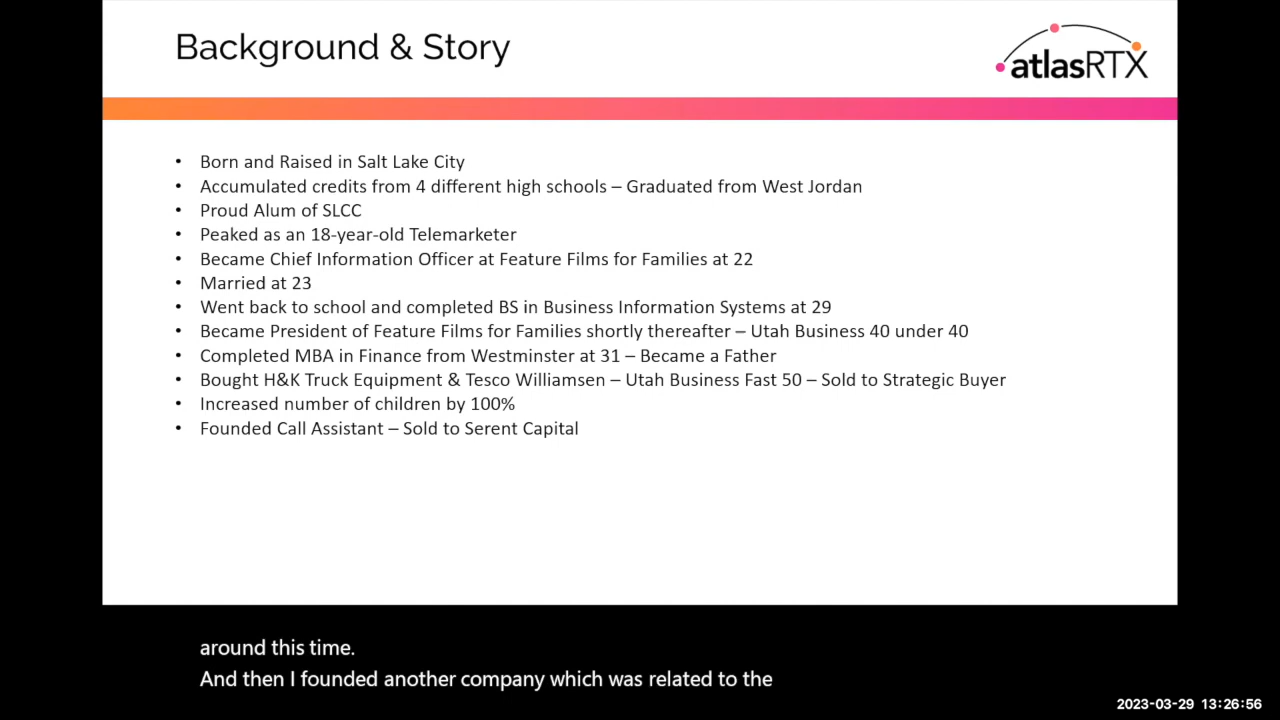 Background & Story
atlasRTX
• Born and Raised in Salt Lake City
• Accumulated credits from 4 different high schools – Graduated from West Jordan
• Proud Alum of SLCC
• Peaked as an 18-year-old Telemarketer
• Became Chief Information Officer at Feature Films for Families at 22
• Married at 23
• Went back to school and completed BS in Business Information Systems at 29
• Became President of Feature Films for Families shortly thereafter – Utah Business 40 under 40
• Completed MBA in Finance from Westminster at 31 – Became a Father
• Bought H&K Truck Equipment & Tesco Williamsen – Utah Business Fast 50 – Sold to Strategic Buyer
• Increased number of children by 100%
• Founded Call Assistant – Sold to Serent Capital
around this time.
And then I founded another company which was related to the
2023-03-29 13:26:56